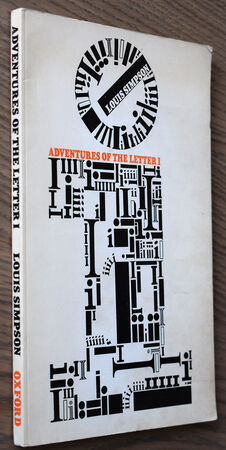 LOUIS SIMPSON
ADVENTURES OF THE LETTER I
ADVENTURES OF THE LETTER I LOUIS SIMPSON OXFORD